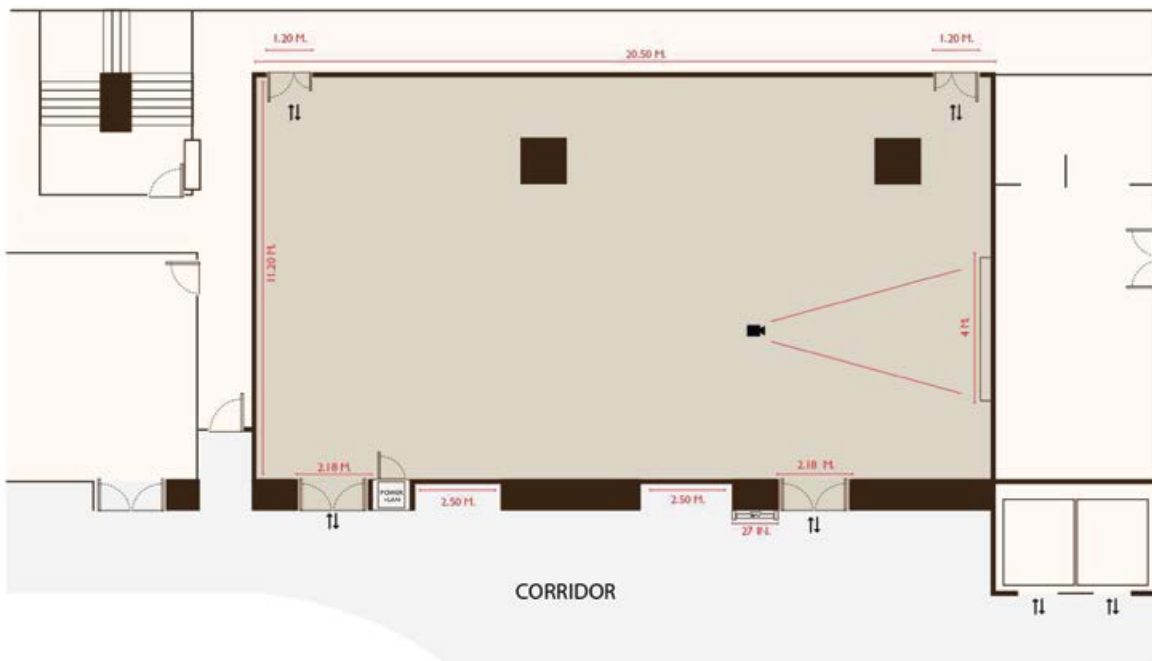 1.20 M.
1.20 M.
20.50 M.
11.20 M.
4 M.
2.18 M.
2.18 M.
POWER
+LAN
2.50 M.
2.50 M.
27 IN.
CORRIDOR